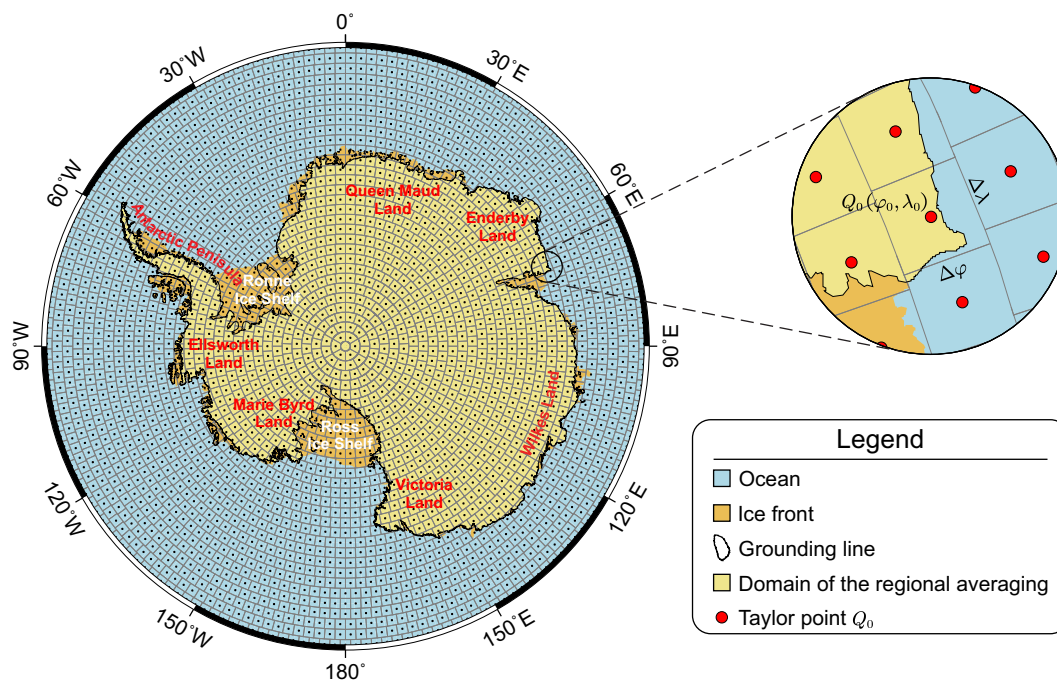 0°
30°E
60°E
90°E
120°E
150°E
180°
150°W
120°W
90°W
60°W
30°W
Queen Maud
Land
Enderby
Land
Antarctic Penisula
Ronne
Ice Shelf
Ellsworth
Land
Marie Byrd
Land
Ross
Ice Shelf
Wilkes Land
Victoria
Land
Q₀(φ₀, λ₀)
Δλ
Δφ
Legend
Ocean
Ice front
Grounding line
Domain of the regional averaging
Taylor point Q₀